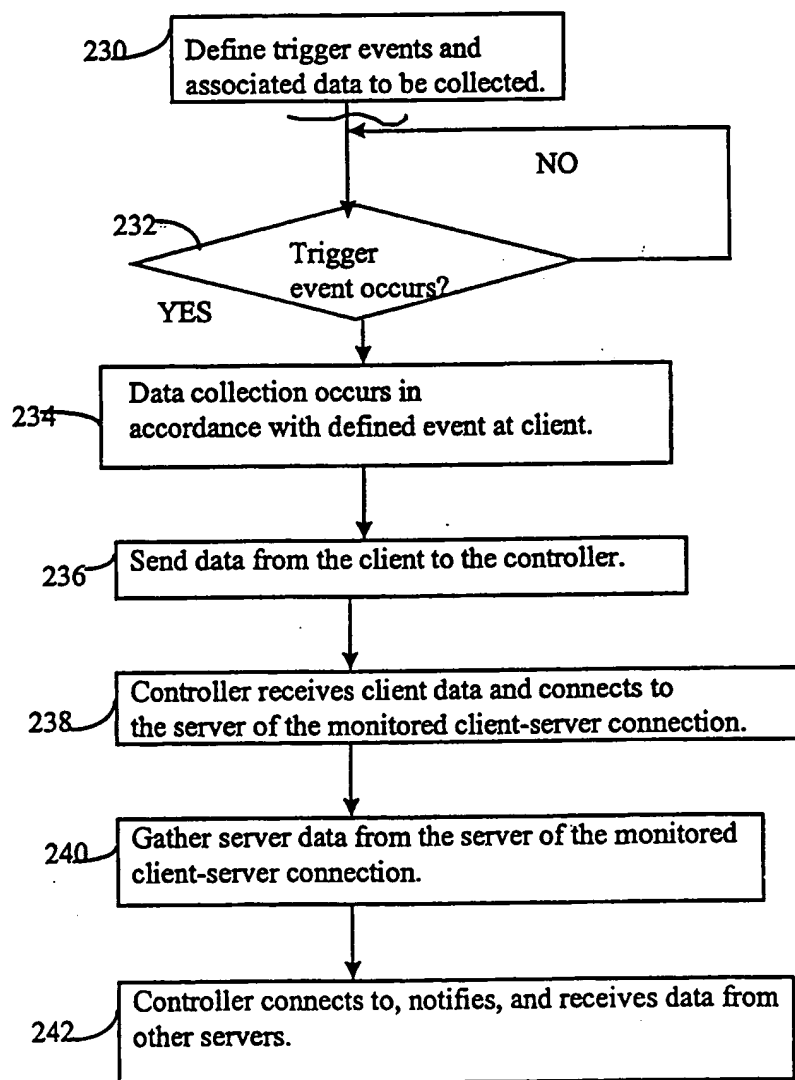 230
Define trigger events and
associated data to be collected.
NO
232
Trigger
event occurs?
YES
234
Data collection occurs in
accordance with defined event at client.
236
Send data from the client to the controller.
238
Controller receives client data and connects to
the server of the monitored client-server connection.
240
Gather server data from the server of the monitored
client-server connection.
242
Controller connects to, notifies, and receives data from
other servers.